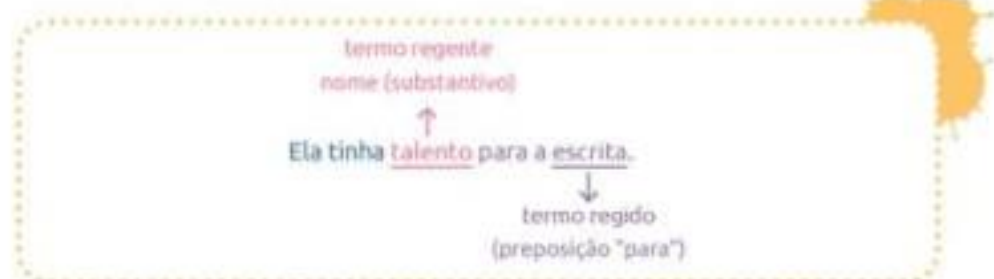 termo regente
nome (substantivo)
Ela tinha talento para a escrita.
termo regido
(preposição "para")